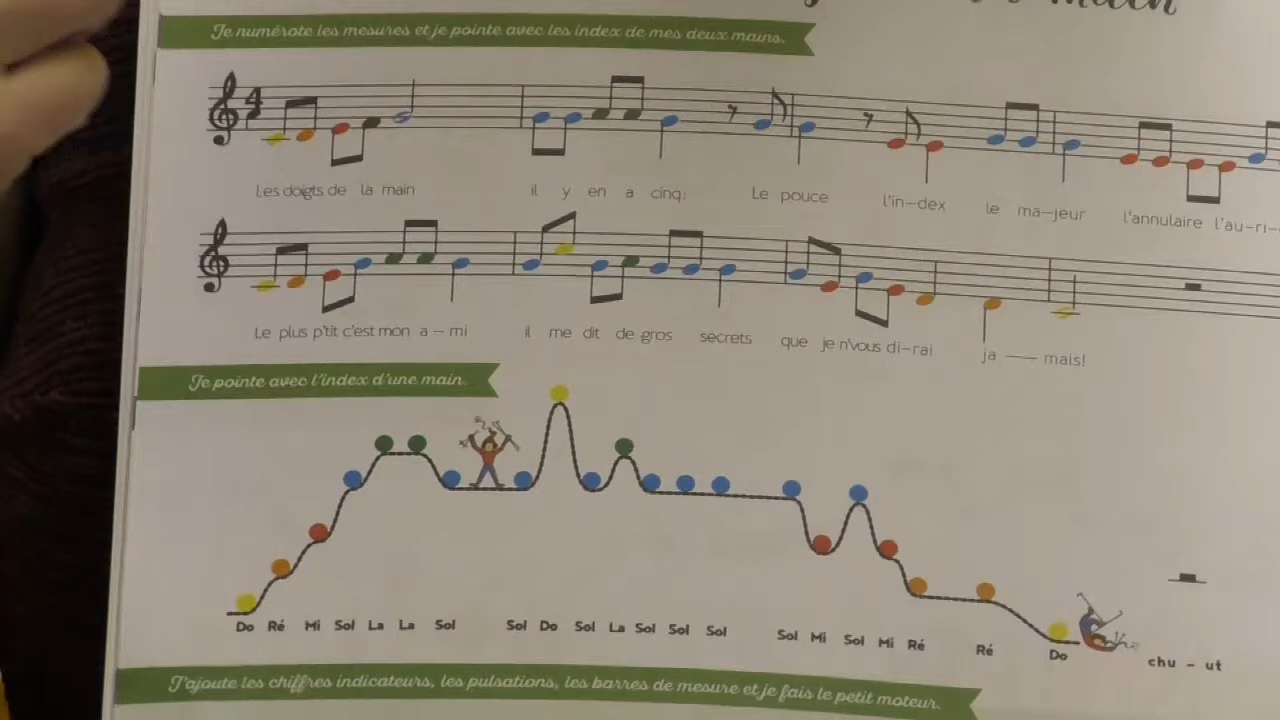 main
Je numérote les mesures et je pointe avec les index de mes deux mains.
4
Les doigts de la main il y en a cinq: Le pouce l'in-dex le ma-jeur l'annulaire l'au-ri-
Le plus p'tit c'est mon a-mi il me dit de gros secrets que je n'vous di-rai ja — mais!
Je pointe avec l'index d'une main.
Do Ré Mi Sol La La Sol Sol Do Sol La Sol Sol Sol Sol Mi Sol Mi Ré Ré Do chu - ut
J'ajoute les chiffres indicateurs, les pulsations, les barres de mesure et je fais le petit moteur.